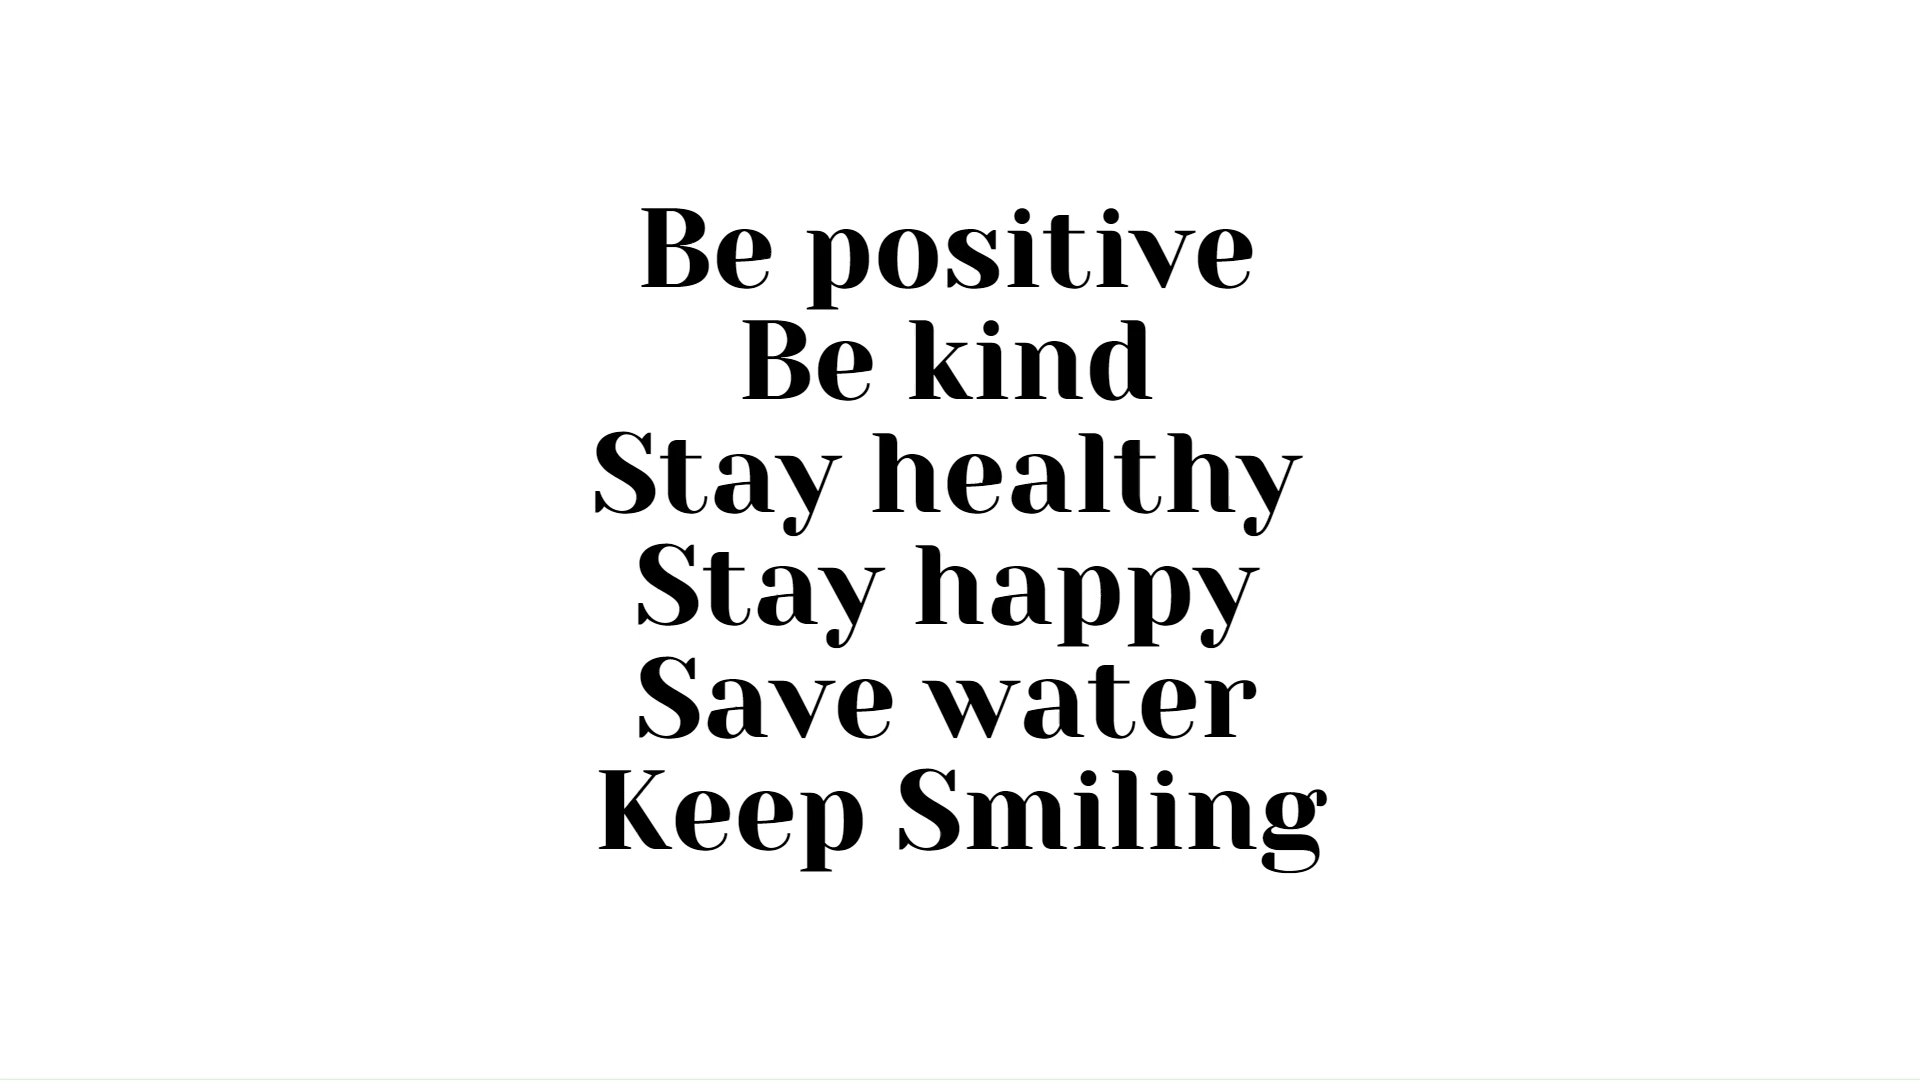 Be positive
Be kind
Stay healthy
Stay happy
Save water
Keep Smiling